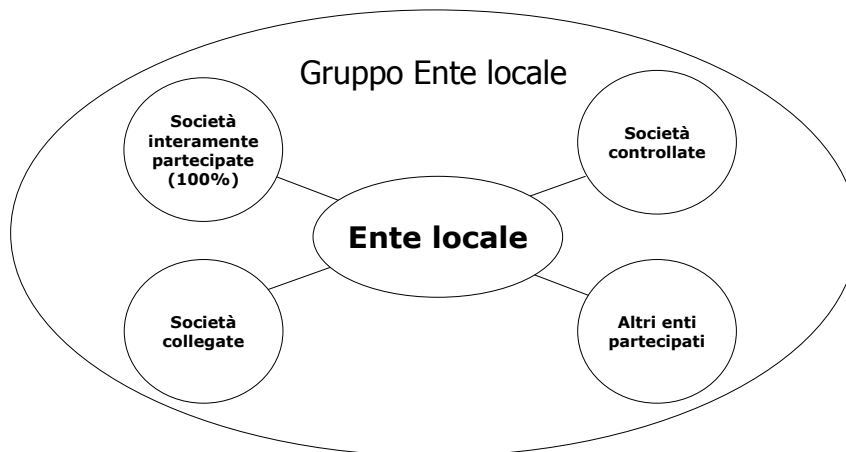 Gruppo Ente locale
Società
interamente
partecipate
(100%)
Società
controllate
Ente locale
Società
collegate
Altri enti
partecipati